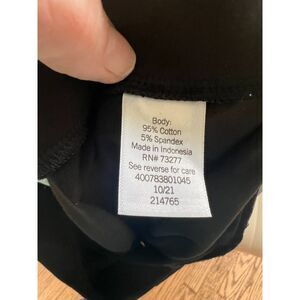 Body:
95% Cotton
5% Spandex
Made in Indonesia
RN# 73277
See reverse for care
400783801045
10/21
214765